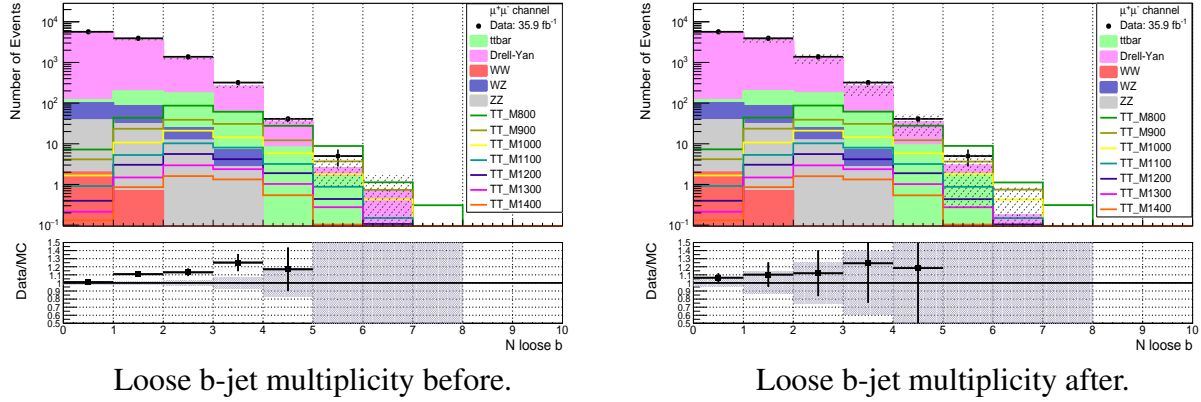 Number of Events
10⁴
10³
10²
10
1
10⁻¹
μ⁺μ⁻ channel
Data: 35.9 fb⁻¹
ttbar
Drell-Yan
WW
WZ
ZZ
TT_M800
TT_M900
TT_M1000
TT_M1100
TT_M1200
TT_M1300
TT_M1400
Data/MC
1.5
1.4
1.3
1.2
1.1
1
0.9
0.8
0.7
0.6
0.5
0 1 2 3 4 5 6 7 8 9 10
N loose b
Loose b-jet multiplicity before.
Number of Events
10⁴
10³
10²
10
1
10⁻¹
μ⁺μ⁻ channel
Data: 35.9 fb⁻¹
ttbar
Drell-Yan
WW
WZ
ZZ
TT_M800
TT_M900
TT_M1000
TT_M1100
TT_M1200
TT_M1300
TT_M1400
Data/MC
1.5
1.4
1.3
1.2
1.1
1
0.9
0.8
0.7
0.6
0.5
0 1 2 3 4 5 6 7 8 9 10
N loose b
Loose b-jet multiplicity after.